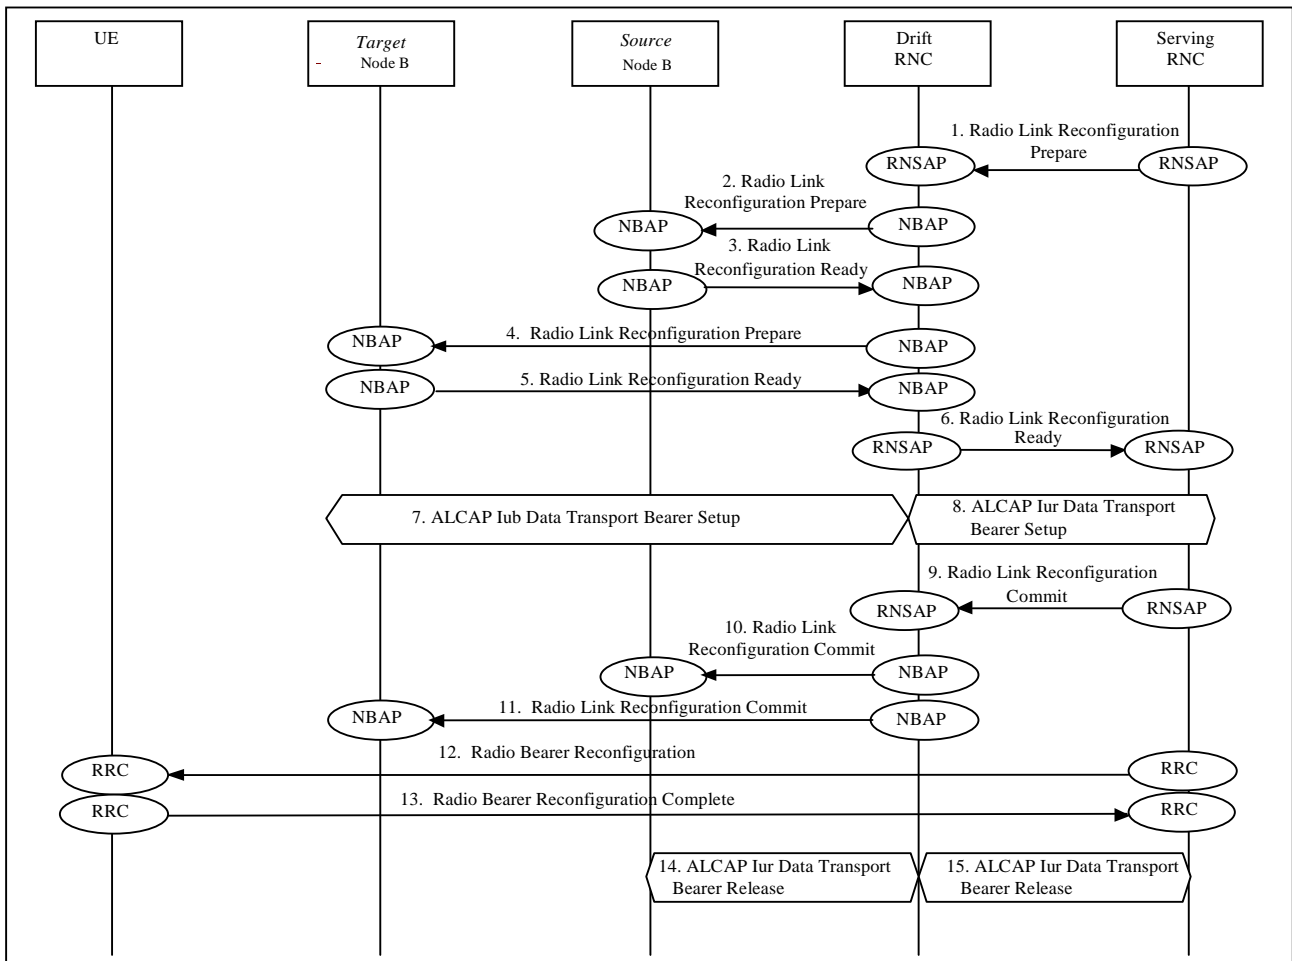 UE
Target
- Node B
Source
Node B
Drift
RNC
Serving
RNC
1. Radio Link Reconfiguration
Prepare
RNSAP
RNSAP
2. Radio Link
Reconfiguration Prepare
NBAP
NBAP
3. Radio Link
Reconfiguration Ready
NBAP
NBAP
4. Radio Link Reconfiguration Prepare
NBAP
NBAP
5. Radio Link Reconfiguration Ready
NBAP
NBAP
6. Radio Link Reconfiguration
Ready
RNSAP
RNSAP
7. ALCAP Iub Data Transport Bearer Setup
8. ALCAP Iur Data Transport
Bearer Setup
9. Radio Link Reconfiguration
Commit
RNSAP
RNSAP
10. Radio Link
Reconfiguration Commit
NBAP
NBAP
11. Radio Link Reconfiguration Commit
NBAP
NBAP
12. Radio Bearer Reconfiguration
RRC
RRC
13. Radio Bearer Reconfiguration Complete
RRC
RRC
14. ALCAP Iur Data Transport
Bearer Release
15. ALCAP Iur Data Transport
Bearer Release